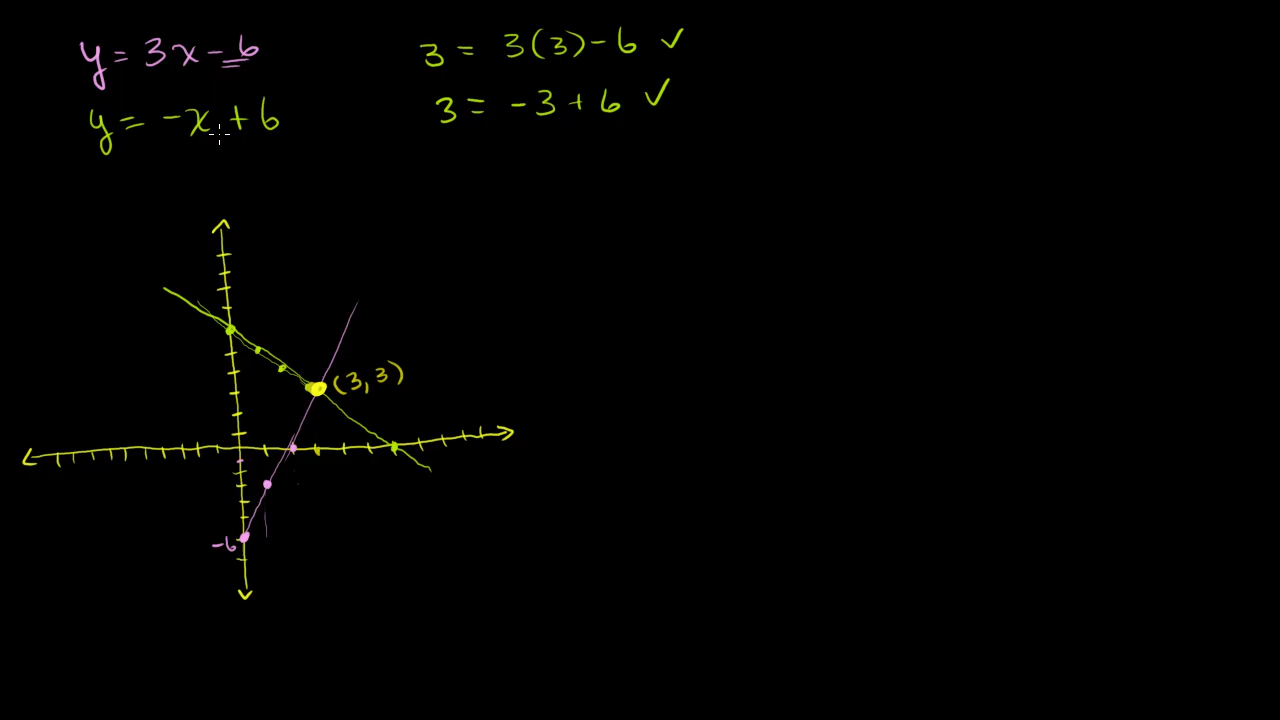 y = 3x - 6
3 = 3(3) - 6 ✓
y = -x + 6
3 = -3 + 6 ✓
(3, 3)
-6